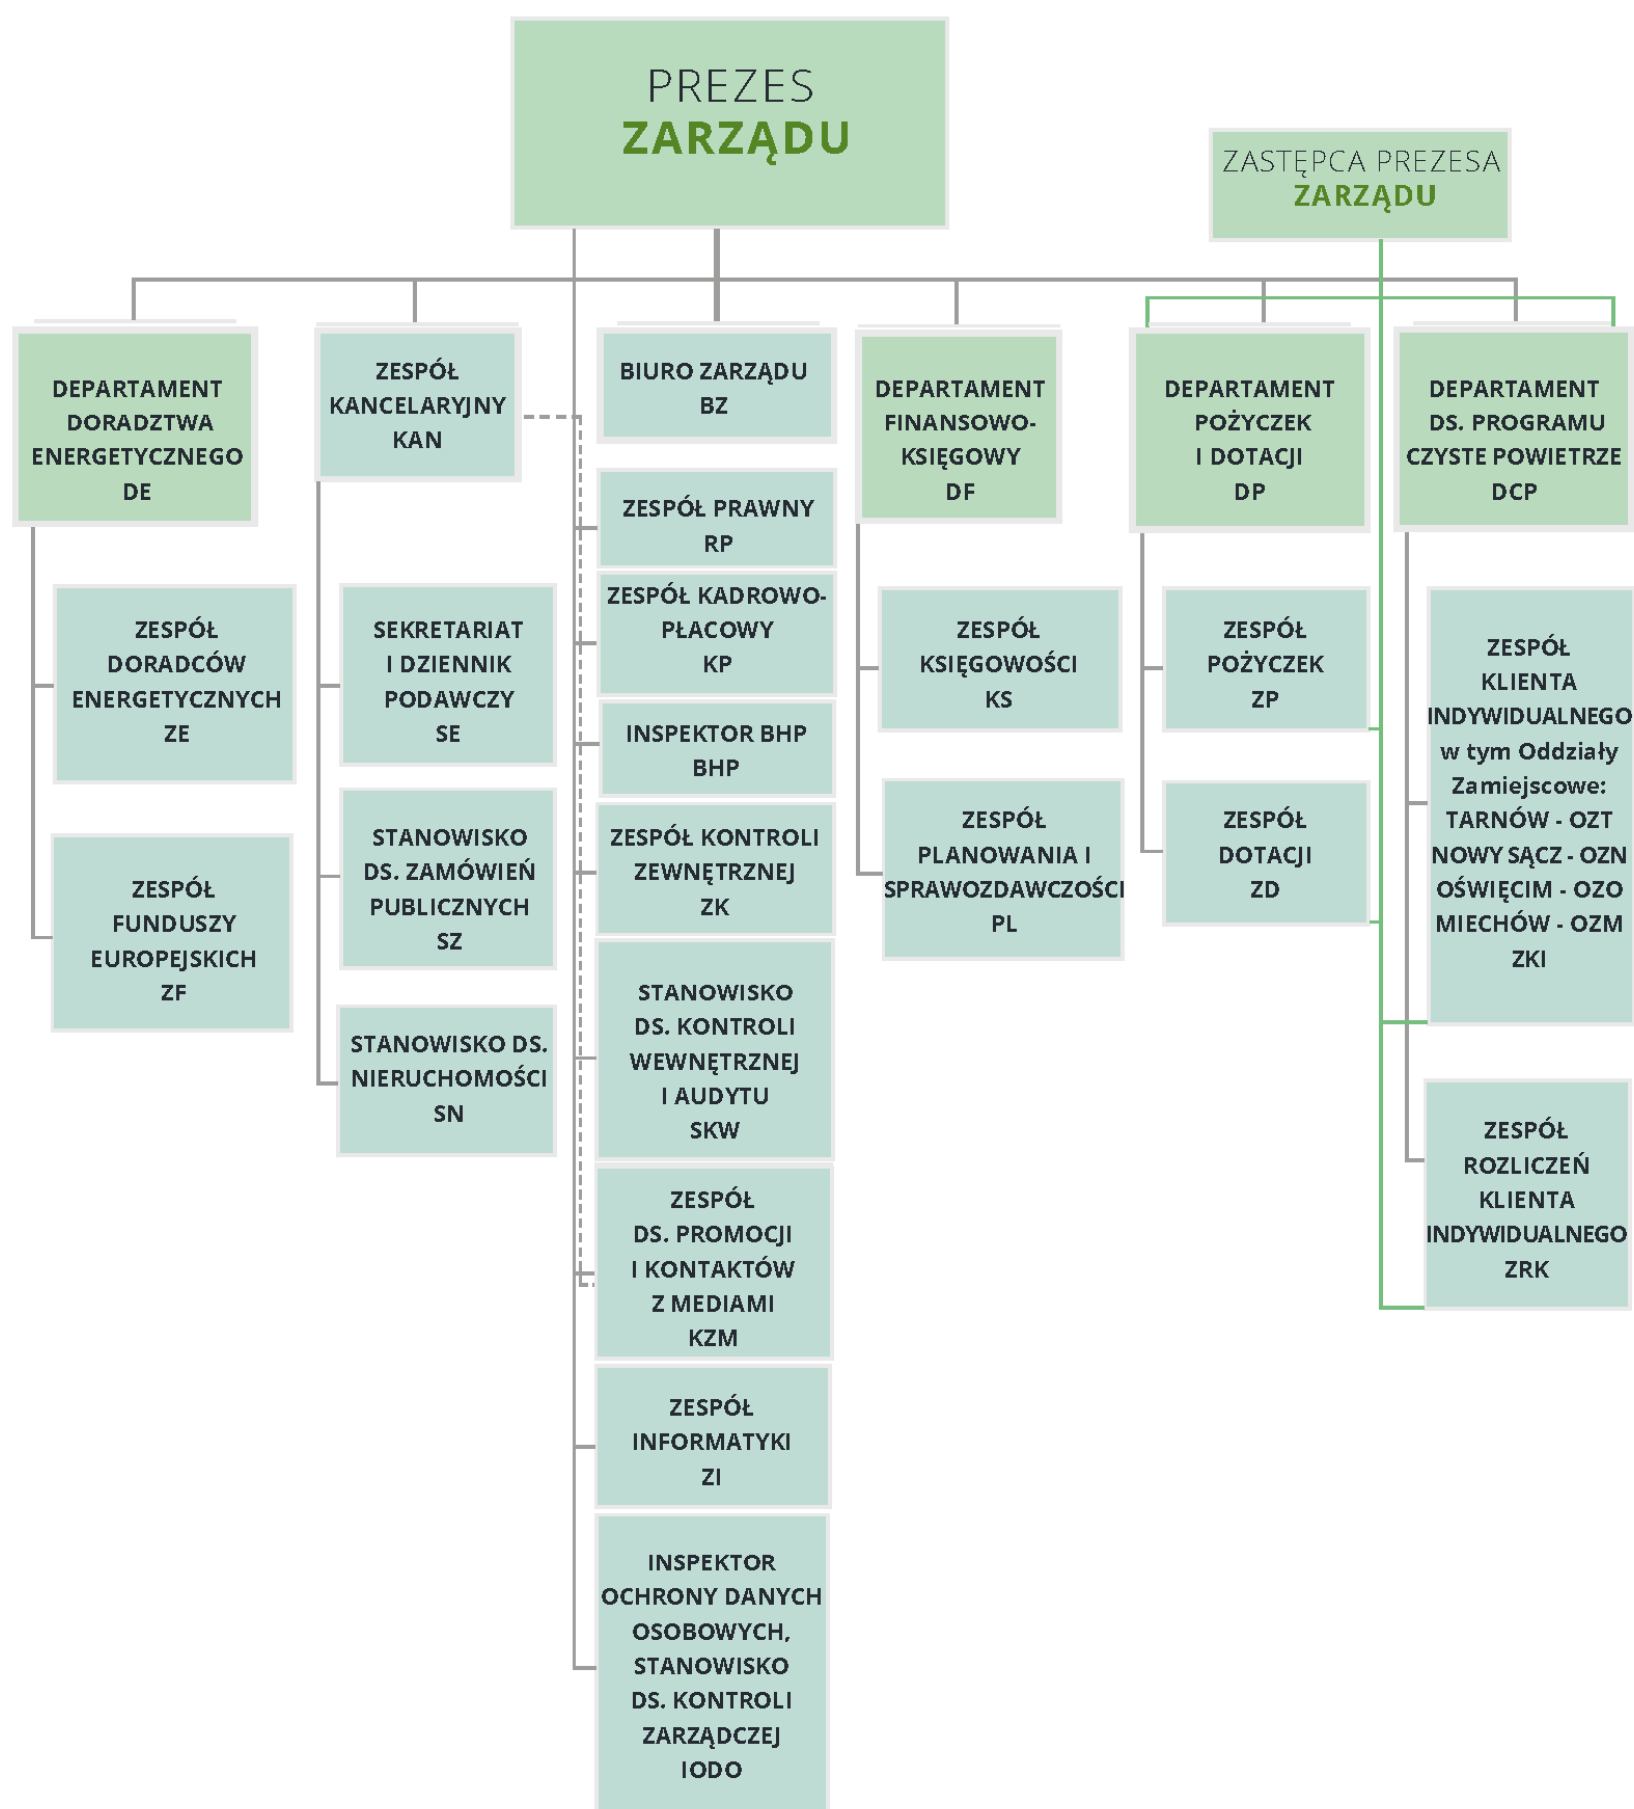 PREZES
ZARZĄDU
ZASTĘPCA PREZESA
ZARZĄDU
DEPARTAMENT
DORADZTWA
ENERGETYCZNEGO
DE
ZESPÓŁ
DORADCÓW
ENERGETYCZNYCH
ZE
ZESPÓŁ
FUNDUSZY
EUROPEJSKICH
ZF
ZESPÓŁ
KANCELARYJNY
KAN
SEKRETARIAT
I DZIENNIK
PODAWCZY
SE
STANOWISKO
DS. ZAMÓWIEŃ
PUBLICZNYCH
SZ
STANOWISKO DS.
NIERUCHOMOŚCI
SN
BIURO ZARZĄDU
BZ
ZESPÓŁ PRAWNY
RP
ZESPÓŁ KADROWO-
PŁACOWY
KP
INSPEKTOR BHP
BHP
ZESPÓŁ KONTROLI
ZEWNĘTRZNEJ
ZK
STANOWISKO
DS. KONTROLI
WEWNĘTRZNEJ
I AUDYTU
SKW
ZESPÓŁ
DS. PROMOCJI
I KONTAKTÓW
Z MEDIAMI
KZM
ZESPÓŁ
INFORMATYKI
ZI
INSPEKTOR
OCHRONY DANYCH
OSOBOWYCH,
STANOWISKO
DS. KONTROLI
ZARZĄDCZEJ
IODO
DEPARTAMENT
FINANSOWO-
KSIĘGOWY
DF
ZESPÓŁ
KSIĘGOWOŚCI
KS
ZESPÓŁ
PLANOWANIA I
SPRAWOZDAWCZOŚCI
PL
DEPARTAMENT
POŻYCZEK
I DOTACJI
DP
ZESPÓŁ
POŻYCZEK
ZP
ZESPÓŁ
DOTACJI
ZD
DEPARTAMENT
DS. PROGRAMU
CZYSTE POWIETRZE
DCP
ZESPÓŁ
KLIENTA
INDYWIDUALNEGO
w tym Oddziały
Zamiejscowe:
TARNÓW - OZT
NOWY SĄCZ - OZN
OŚWIĘCIM - OZO
MIECHÓW - OZM
ZKI
ZESPÓŁ
ROZLICZEŃ
KLIENTA
INDYWIDUALNEGO
ZRK